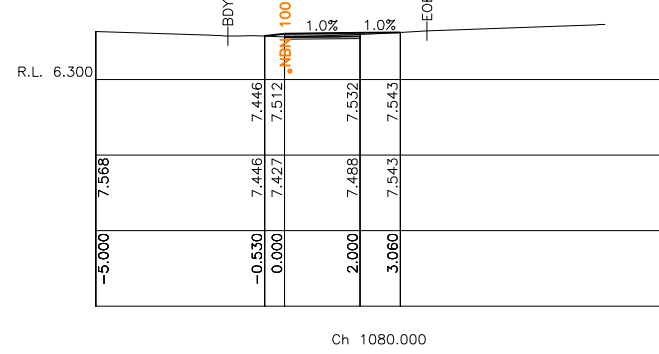 BDY
NBN 100
1.0% 1.0%
EOB
R.L. 6.300
7.446 7.512 7.532 7.543
7.568 7.446 7.427 7.488 7.543
-5.000 -0.530 0.000 2.000 3.060
Ch 1080.000